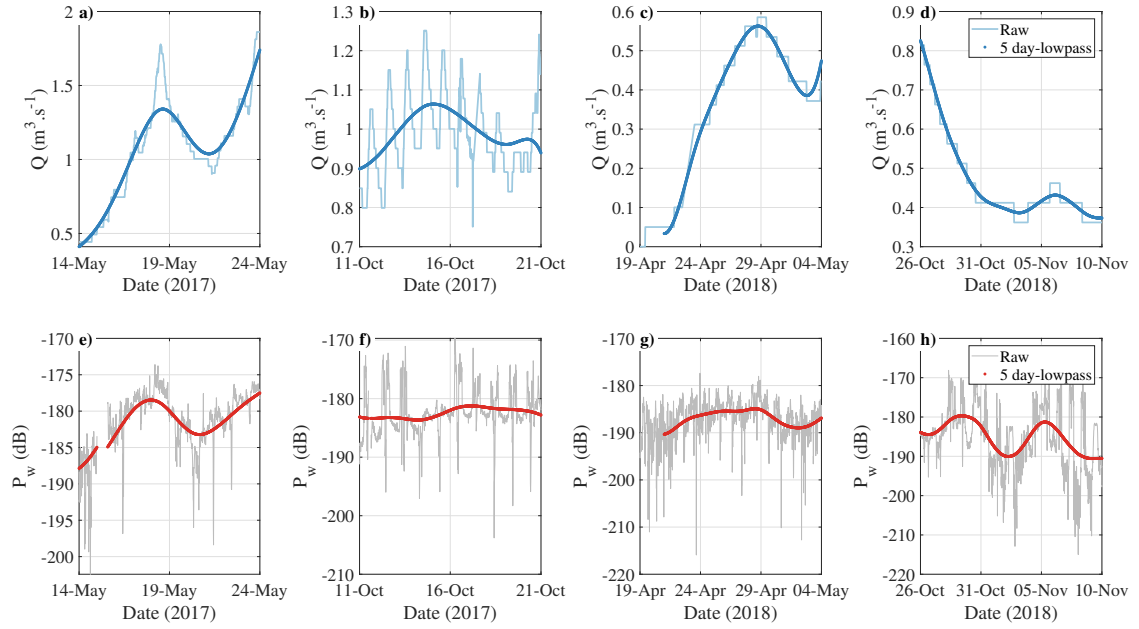 a)
2
1.5
1
0.5
Q (m³.s⁻¹)
14-May 19-May 24-May
Date (2017)
b)
1.3
1.2
1.1
1
0.9
0.8
0.7
Q (m³.s⁻¹)
11-Oct 16-Oct 21-Oct
Date (2017)
c)
0.6
0.5
0.4
0.3
0.2
0.1
0
Q (m³.s⁻¹)
19-Apr 24-Apr 29-Apr 04-May
Date (2018)
d)
Raw
5 day-lowpass
0.9
0.8
0.7
0.6
0.5
0.4
0.3
Q (m³.s⁻¹)
26-Oct 31-Oct 05-Nov 10-Nov
Date (2018)
e)
-170
-175
-180
-185
-190
-195
-200
P_w (dB)
14-May 19-May 24-May
Date (2017)
f)
-170
-180
-190
-200
-210
P_w (dB)
11-Oct 16-Oct 21-Oct
Date (2017)
g)
-170
-180
-190
-200
-210
-220
P_w (dB)
19-Apr 24-Apr 29-Apr 04-May
Date (2018)
h)
Raw
5 day-lowpass
-160
-170
-180
-190
-200
-210
-220
P_w (dB)
26-Oct 31-Oct 05-Nov 10-Nov
Date (2018)